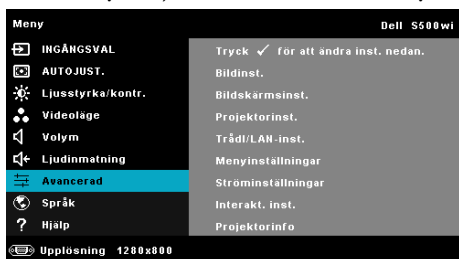 Meny
Dell S500wi
INGÅNGSVAL
AUTOJUST.
Ljusstyrka/kontr.
Videoläge
Volym
Ljudinmatning
Avancerad
Språk
Hjälp
Tryck ✓ för att ändra inst. nedan.
Bildinst.
Bildskärmsinst.
Projektorinst.
Trådl/LAN-inst.
Menyinställningar
Ströminställningar
Interakt. inst.
Projektorinfo
Upplösning 1280x800